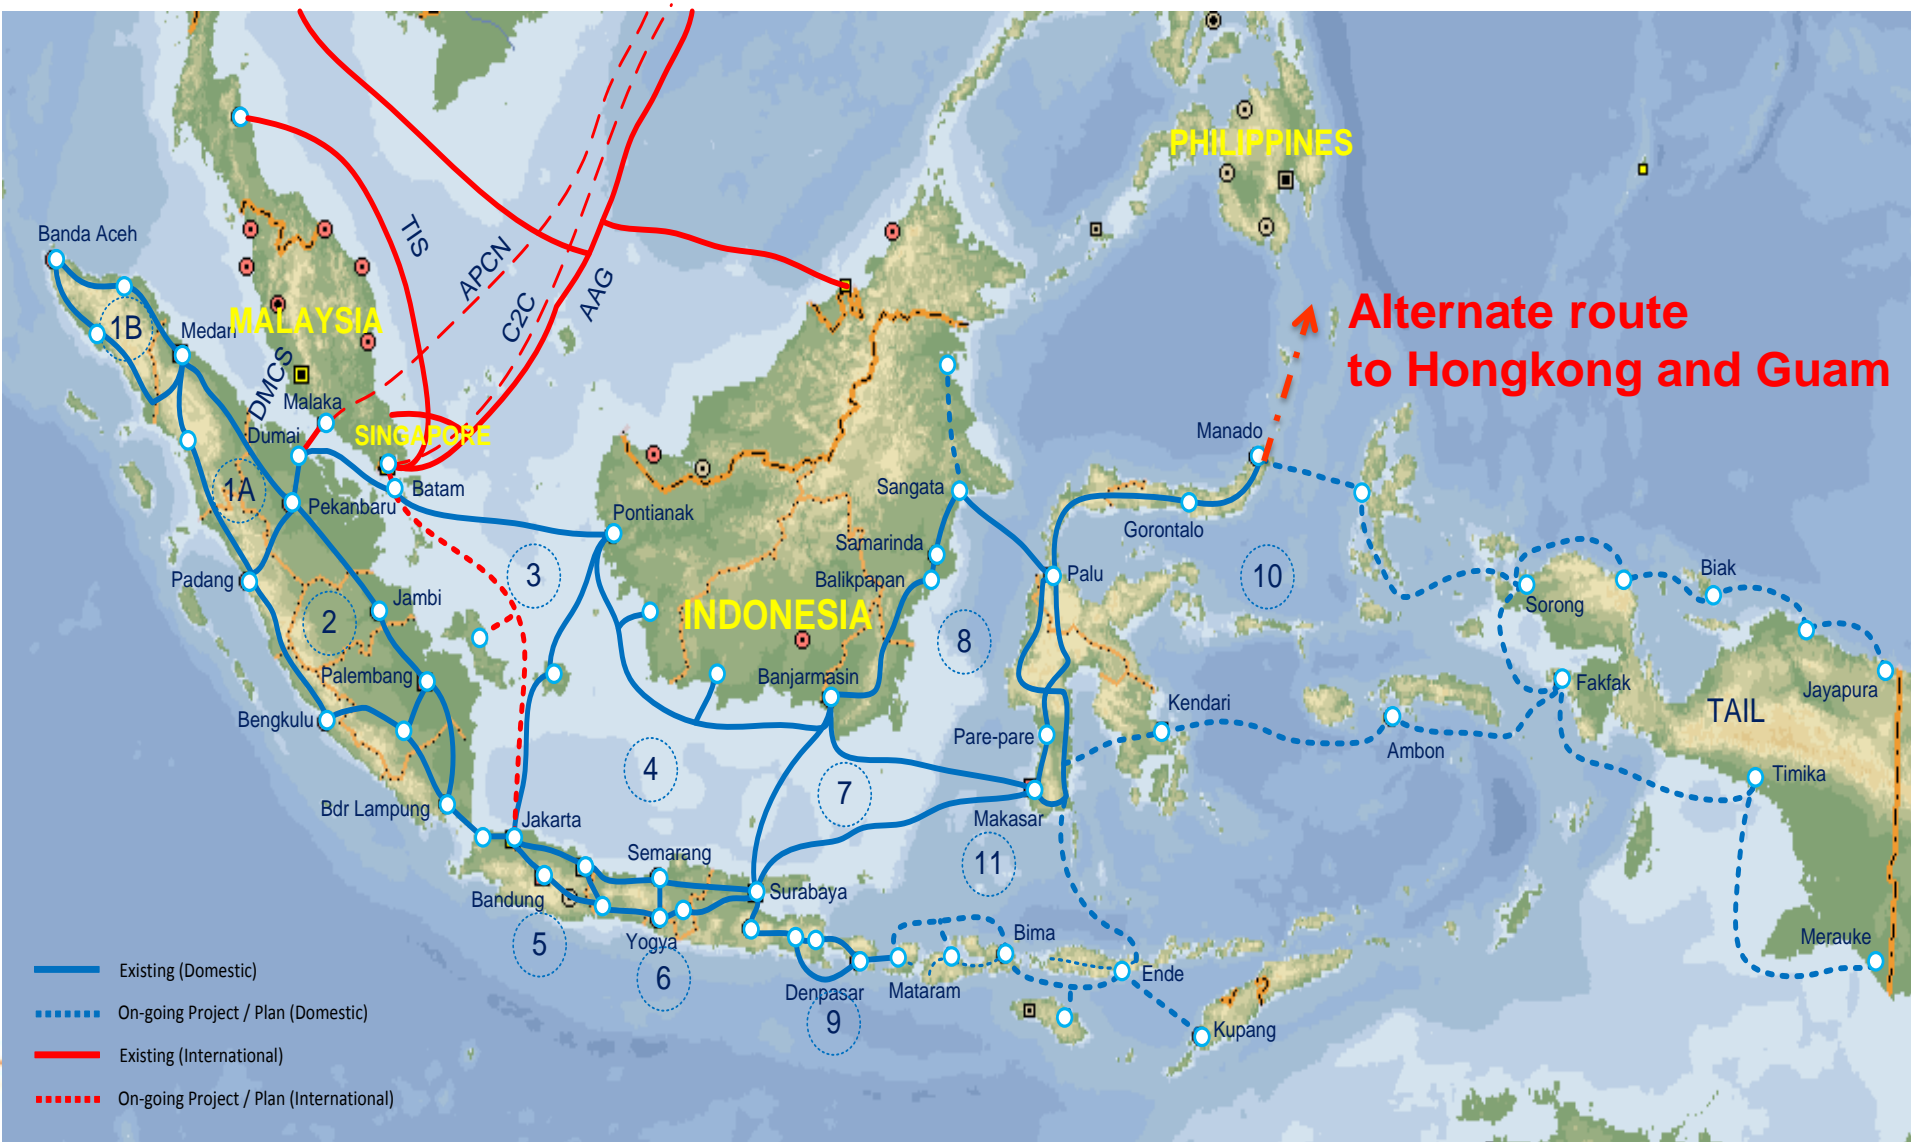 PHILIPPINES
TIS
Banda Aceh
APCN
C2C
AAG
1B
Medan
MALAYSIA
Alternate route
to Hongkong and Guam
DMCS
Malaka
Dumai
SINGAPORE
Manado
1A
Batam
Sangata
Pekanbaru
Pontianak
Gorontalo
Samarinda
3
Padang
Balikpapan
Palu
10
Biak
Jambi
Sorong
2
INDONESIA
8
Palembang
Banjarmasin
Fakfak
Jayapura
Bengkulu
Kendari
TAIL
Pare-pare
Ambon
4
7
Timika
Bdr Lampung
Jakarta
Makasar
Semarang
11
Bandung
Surabaya
5
Yogya
Bima
Merauke
6
Denpasar
Mataram
Ende
9
Kupang
Existing (Domestic)
On-going Project / Plan (Domestic)
Existing (International)
On-going Project / Plan (International)